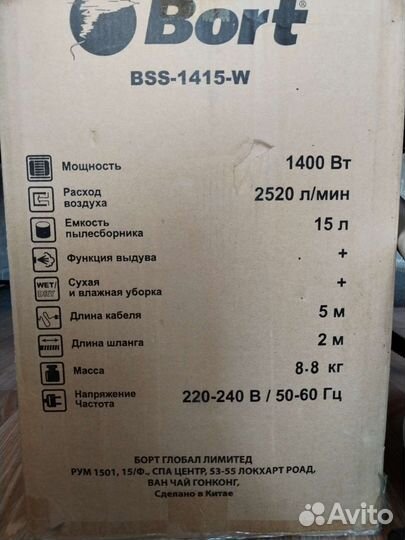 Bort®
BSS-1415-W
Мощность 1400 Вт
Расход
воздуха 2520 л/мин
Емкость
пылесборника 15 л
Функция выдува +
WET/
DRY
Сухая
и влажная уборка +
Длина кабеля 5 м
Длина шланга 2 м
Масса 8.8 кг
Напряжение
Частота 220-240 В / 50-60 Гц
БОРТ ГЛОБАЛ ЛИМИТЕД
РУМ 1501, 15/Ф., СПА ЦЕНТР, 53-55 ЛОКХАРТ РОАД,
ВАН ЧАЙ ГОНКОНГ,
Сделано в Китае
Avito